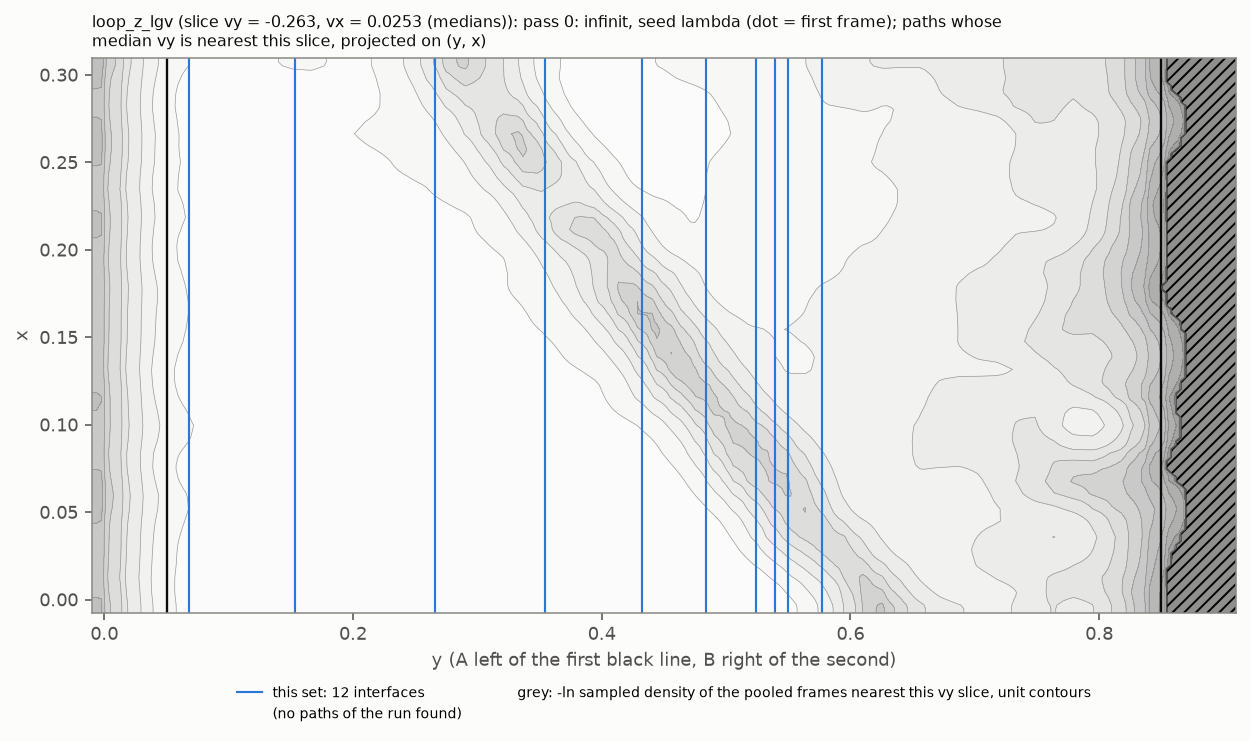 loop_z_lgv (slice vy = -0.263, vx = 0.0253 (medians)): pass 0: infinit, seed lambda (dot = first frame); paths whose
median vy is nearest this slice, projected on (y, x)
0.30
0.25
0.20
0.15
0.10
0.05
0.00
x
0.0 0.2 0.4 0.6 0.8
y (A left of the first black line, B right of the second)
this set: 12 interfaces
(no paths of the run found)
grey: -ln sampled density of the pooled frames nearest this vy slice, unit contours